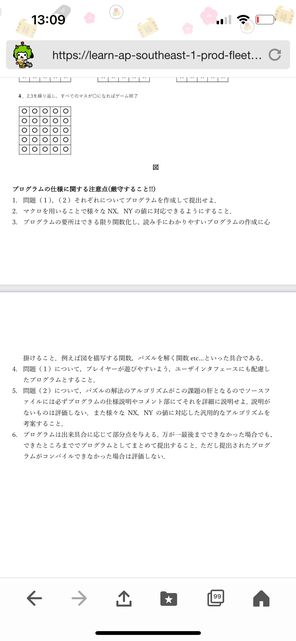 13:09
https://learn-ap-southeast-1-prod-fleet...
4. 2,3を繰り返し、すべてのマスが○になればゲーム終了
図
プログラムの仕様に関する注意点(厳守すること!!)
1. 問題（1）,（2）それぞれについてプログラムを作成して提出せよ.
2. マクロを用いることで様々な NX, NY の値に対応できるようにすること.
3. プログラムの要所はできる限り関数化し, 読み手にわかりやすいプログラムの作成に心
掛けること. 例えば図を描写する関数, パズルを解く関数 etc...といった具合である.
4. 問題（1）について, プレイヤーが遊びやすいよう, ユーザインタフェースにも配慮し
たプログラムとすること.
5. 問題（2）について, パズルの解法のアルゴリズムがこの課題の肝となるのでソースフ
ァイルには必ずプログラムの仕様説明やコメント部にてそれを詳細に説明せよ. 説明が
ないものは評価しない. また様々な NX, NY の値に対応した汎用的なアルゴリズムを
考案すること.
6. プログラムは出来具合に応じて部分点を与える. 万が一最後までできなかった場合でも,
できたところまででプログラムとしてまとめて提出すること. ただし提出されたプログ
ラムがコンパイルできなかった場合は評価しない.
99